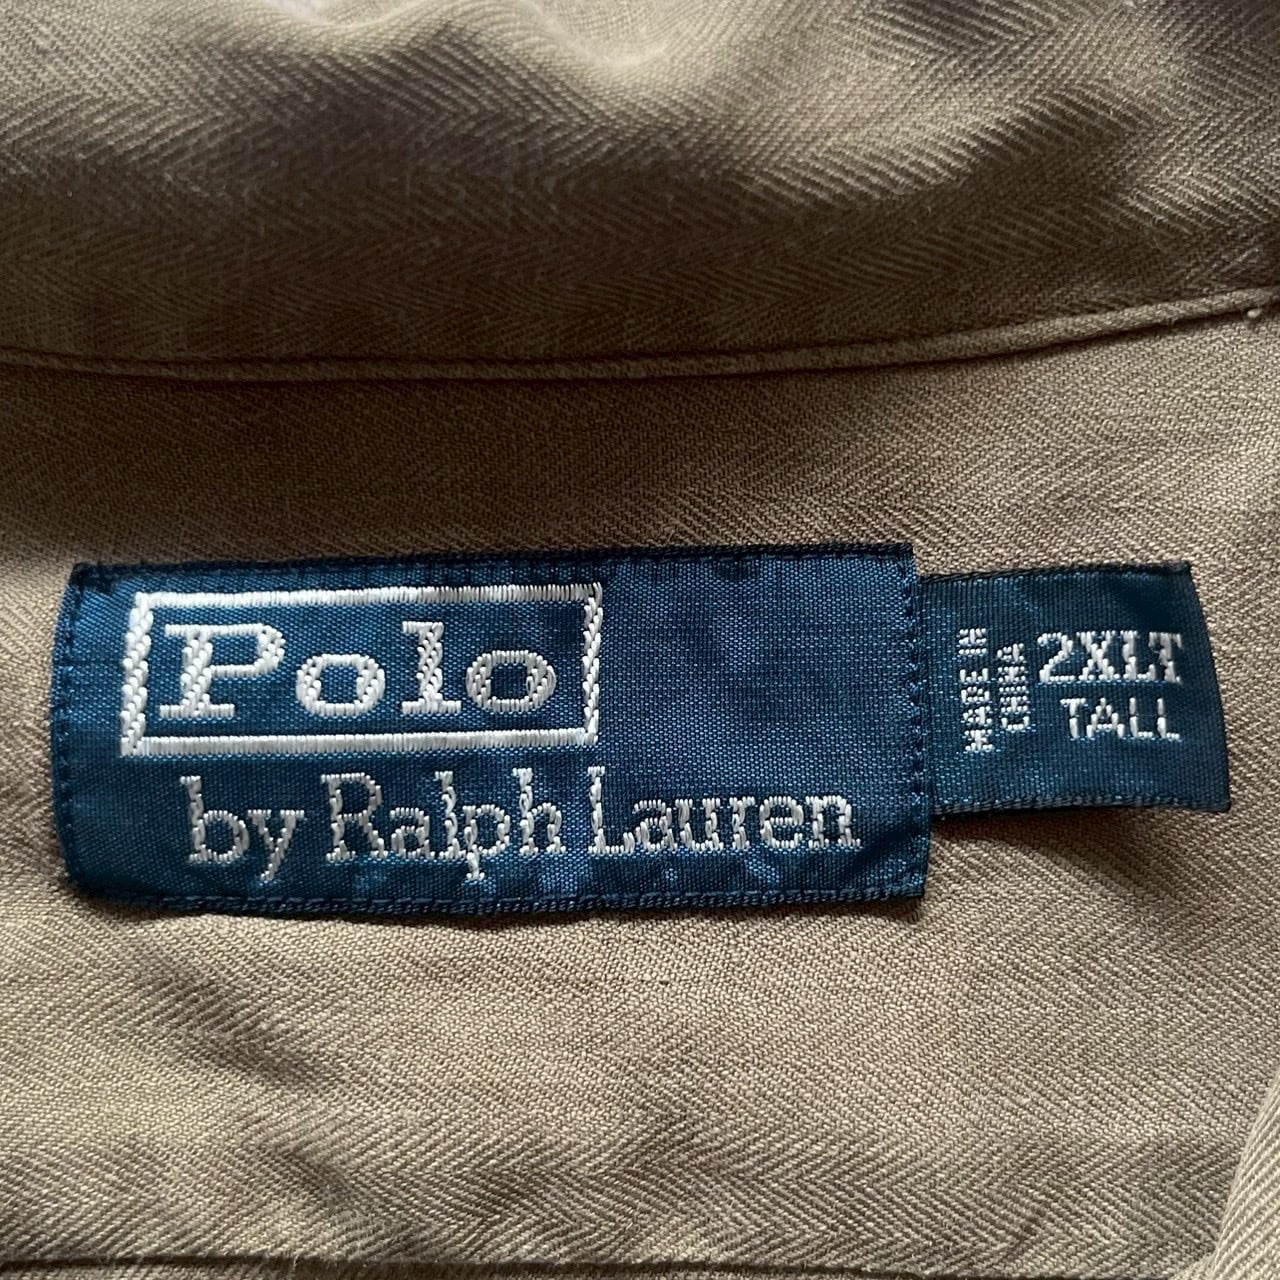 Polo
by Ralph Lauren
MADE IN
CHINA
2XLT
TALL